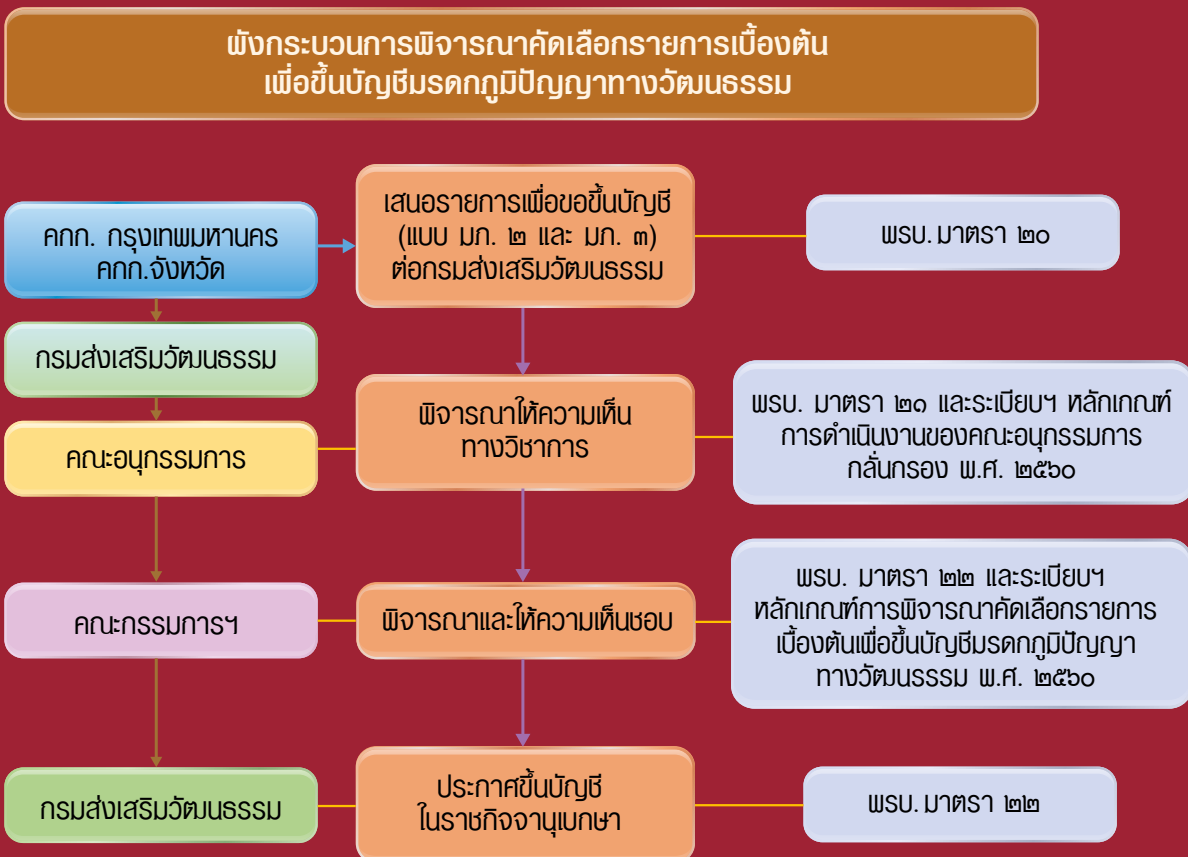 ผังกระบวนการพิจารณาคัดเลือกรายการเบื้องต้น
เพื่อขึ้นบัญชีมรดกภูมิปัญญาทางวัฒนธรรม
คกก. กรุงเทพมหานคร
คกก.จังหวัด
เสนอรายการเพื่อขอขึ้นบัญชี
(แบบ มภ. ๒ และ มภ. ๓)
ต่อกรมส่งเสริมวัฒนธรรม
พรบ. มาตรา ๒๐
กรมส่งเสริมวัฒนธรรม
คณะอนุกรรมการ
พิจารณาให้ความเห็น
ทางวิชาการ
พรบ. มาตรา ๒๑ และระเบียบฯ หลักเกณฑ์
การดำเนินงานของคณะอนุกรรมการ
กลั่นกรอง พ.ศ. ๒๕๖๐
คณะกรรมการฯ
พิจารณาและให้ความเห็นชอบ
พรบ. มาตรา ๒๒ และระเบียบฯ
หลักเกณฑ์การพิจารณาคัดเลือกรายการ
เบื้องต้นเพื่อขึ้นบัญชีมรดกภูมิปัญญา
ทางวัฒนธรรม พ.ศ. ๒๕๖๐
กรมส่งเสริมวัฒนธรรม
ประกาศขึ้นบัญชี
ในราชกิจจานุเบกษา
พรบ. มาตรา ๒๒